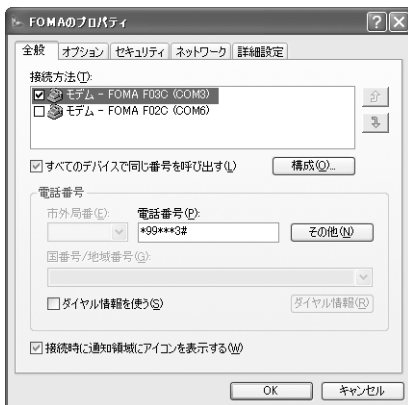 FOMAのプロパティ
全般 オプション セキュリティ ネットワーク 詳細設定
接続方法(T):
モデム - FOMA F03C (COM3)
モデム - FOMA F02C (COM6)
すべてのデバイスで同じ番号を呼び出す(L) 構成(O)...
電話番号
市外局番(E): 電話番号(P):
*99***3# その他(N)
国番号/地域番号(G):
ダイヤル情報を使う(S) ダイヤル情報(R)
接続時に通知領域にアイコンを表示する(W)
OK キャンセル